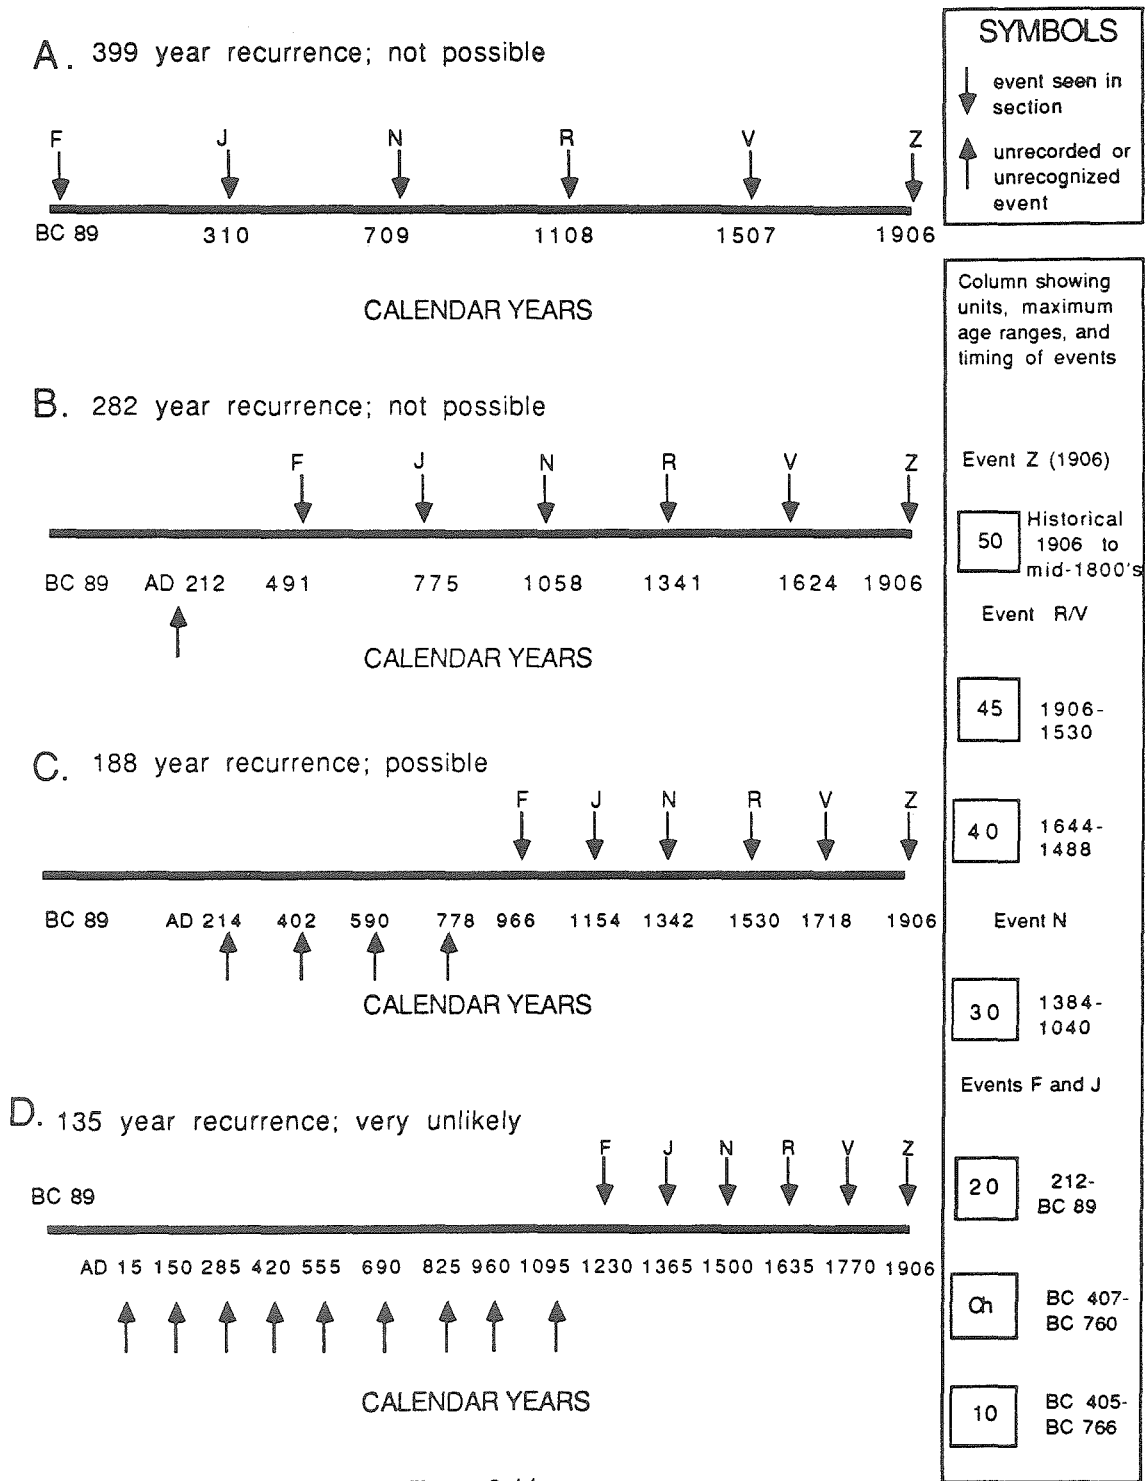 A. 399 year recurrence; not possible
F J N R V Z
BC 89 310 709 1108 1507 1906
CALENDAR YEARS
B. 282 year recurrence; not possible
F J N R V Z
BC 89 AD 212 491 775 1058 1341 1624 1906
CALENDAR YEARS
C. 188 year recurrence; possible
F J N R V Z
BC 89 AD 214 402 590 778 966 1154 1342 1530 1718 1906
CALENDAR YEARS
D. 135 year recurrence; very unlikely
F J N R V Z
BC 89
AD 15 150 285 420 555 690 825 960 1095 1230 1365 1500 1635 1770 1906
CALENDAR YEARS
SYMBOLS
event seen in
section
unrecorded or
unrecognized
event
Column showing
units, maximum
age ranges, and
timing of events
Event Z (1906)
50 Historical
1906 to
mid-1800's
Event R/V
45 1906-
1530
40 1644-
1488
Event N
30 1384-
1040
Events F and J
20 212-
BC 89
Ch BC 407-
BC 760
10 BC 405-
BC 766